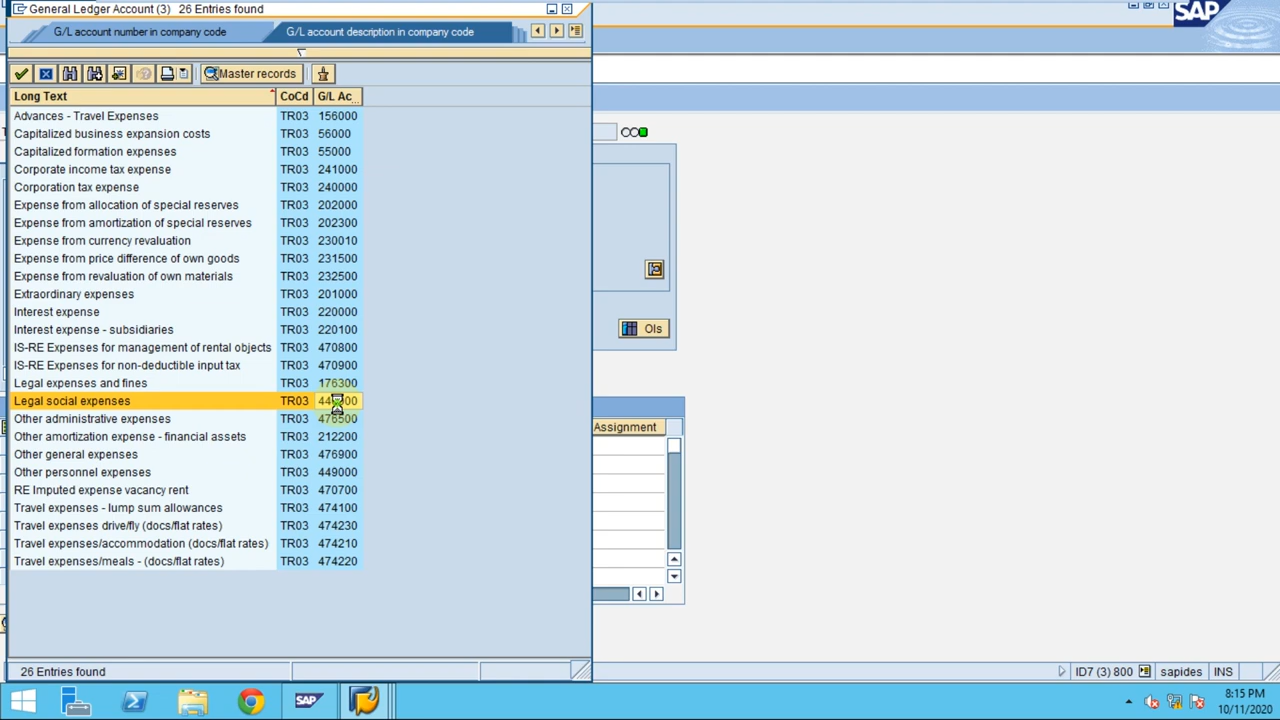 General Ledger Account (3) 26 Entries found
SAP
G/L account number in company code
G/L account description in company code
Master records
Long Text CoCd G/L Ac...
Advances - Travel Expenses TR03 156000
Capitalized business expansion costs TR03 56000
Capitalized formation expenses TR03 55000
Corporate income tax expense TR03 241000
Corporation tax expense TR03 240000
Expense from allocation of special reserves TR03 202000
Expense from amortization of special reserves TR03 202300
Expense from currency revaluation TR03 230010
Expense from price difference of own goods TR03 231500
Expense from revaluation of own materials TR03 232500
Extraordinary expenses TR03 201000
Interest expense TR03 220000
Interest expense - subsidiaries TR03 220100
IS-RE Expenses for management of rental objects TR03 470800
IS-RE Expenses for non-deductible input tax TR03 470900
Legal expenses and fines TR03 176300
Legal social expenses TR03
Other administrative expenses TR03 476500
Other amortization expense - financial assets TR03 212200
Other general expenses TR03 476900
Other personnel expenses TR03 449000
RE Imputed expense vacancy rent TR03 470700
Travel expenses - lump sum allowances TR03 474100
Travel expenses drive/fly (docs/flat rates) TR03 474230
Travel expenses/accommodation (docs/flat rates) TR03 474210
Travel expenses/meals - (docs/flat rates) TR03 474220
OIs
Assignment
26 Entries found
ID7 (3) 800 sapides INS
SAP
8:15 PM
10/11/2020